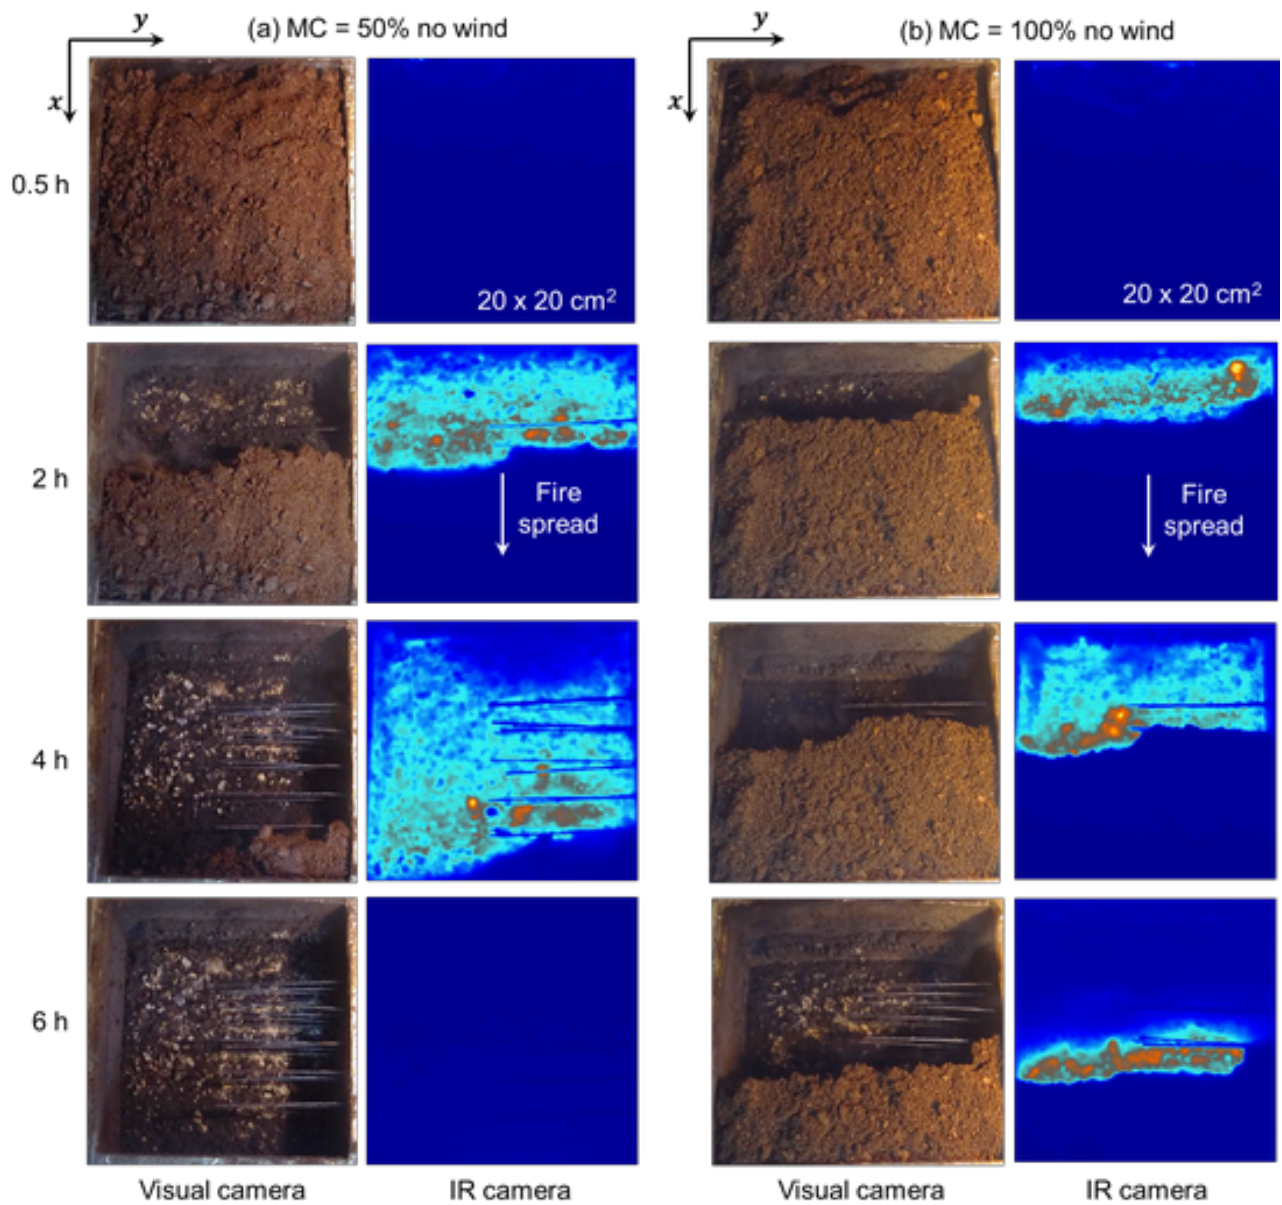 y
(a) MC = 50% no wind
y
(b) MC = 100% no wind
x
x
0.5 h
20 x 20 cm²
20 x 20 cm²
2 h
Fire
spread
Fire
spread
4 h
6 h
Visual camera
IR camera
Visual camera
IR camera